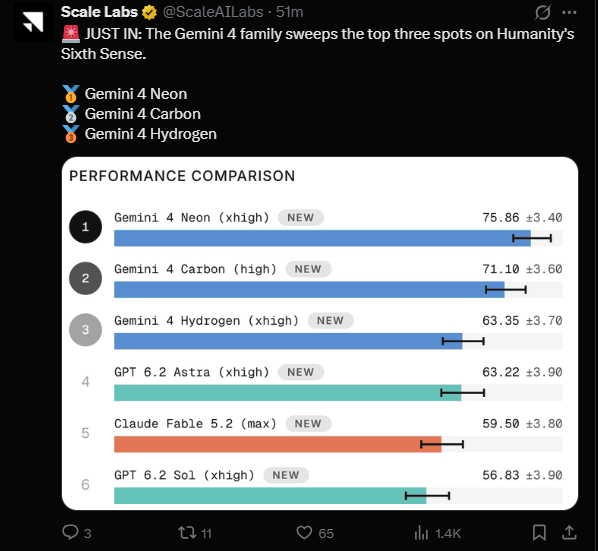 Scale Labs @ScaleAILabs · 51m
🚨 JUST IN: The Gemini 4 family sweeps the top three spots on Humanity's
Sixth Sense.
🥇 Gemini 4 Neon
🥈 Gemini 4 Carbon
🥉 Gemini 4 Hydrogen
PERFORMANCE COMPARISON
1 Gemini 4 Neon (xhigh) NEW 75.86 ±3.40
2 Gemini 4 Carbon (high) NEW 71.10 ±3.60
3 Gemini 4 Hydrogen (xhigh) NEW 63.35 ±3.70
4 GPT 6.2 Astra (xhigh) NEW 63.22 ±3.90
5 Claude Fable 5.2 (max) NEW 59.50 ±3.80
6 GPT 6.2 Sol (xhigh) NEW 56.83 ±3.90
3 11 65 1.4K